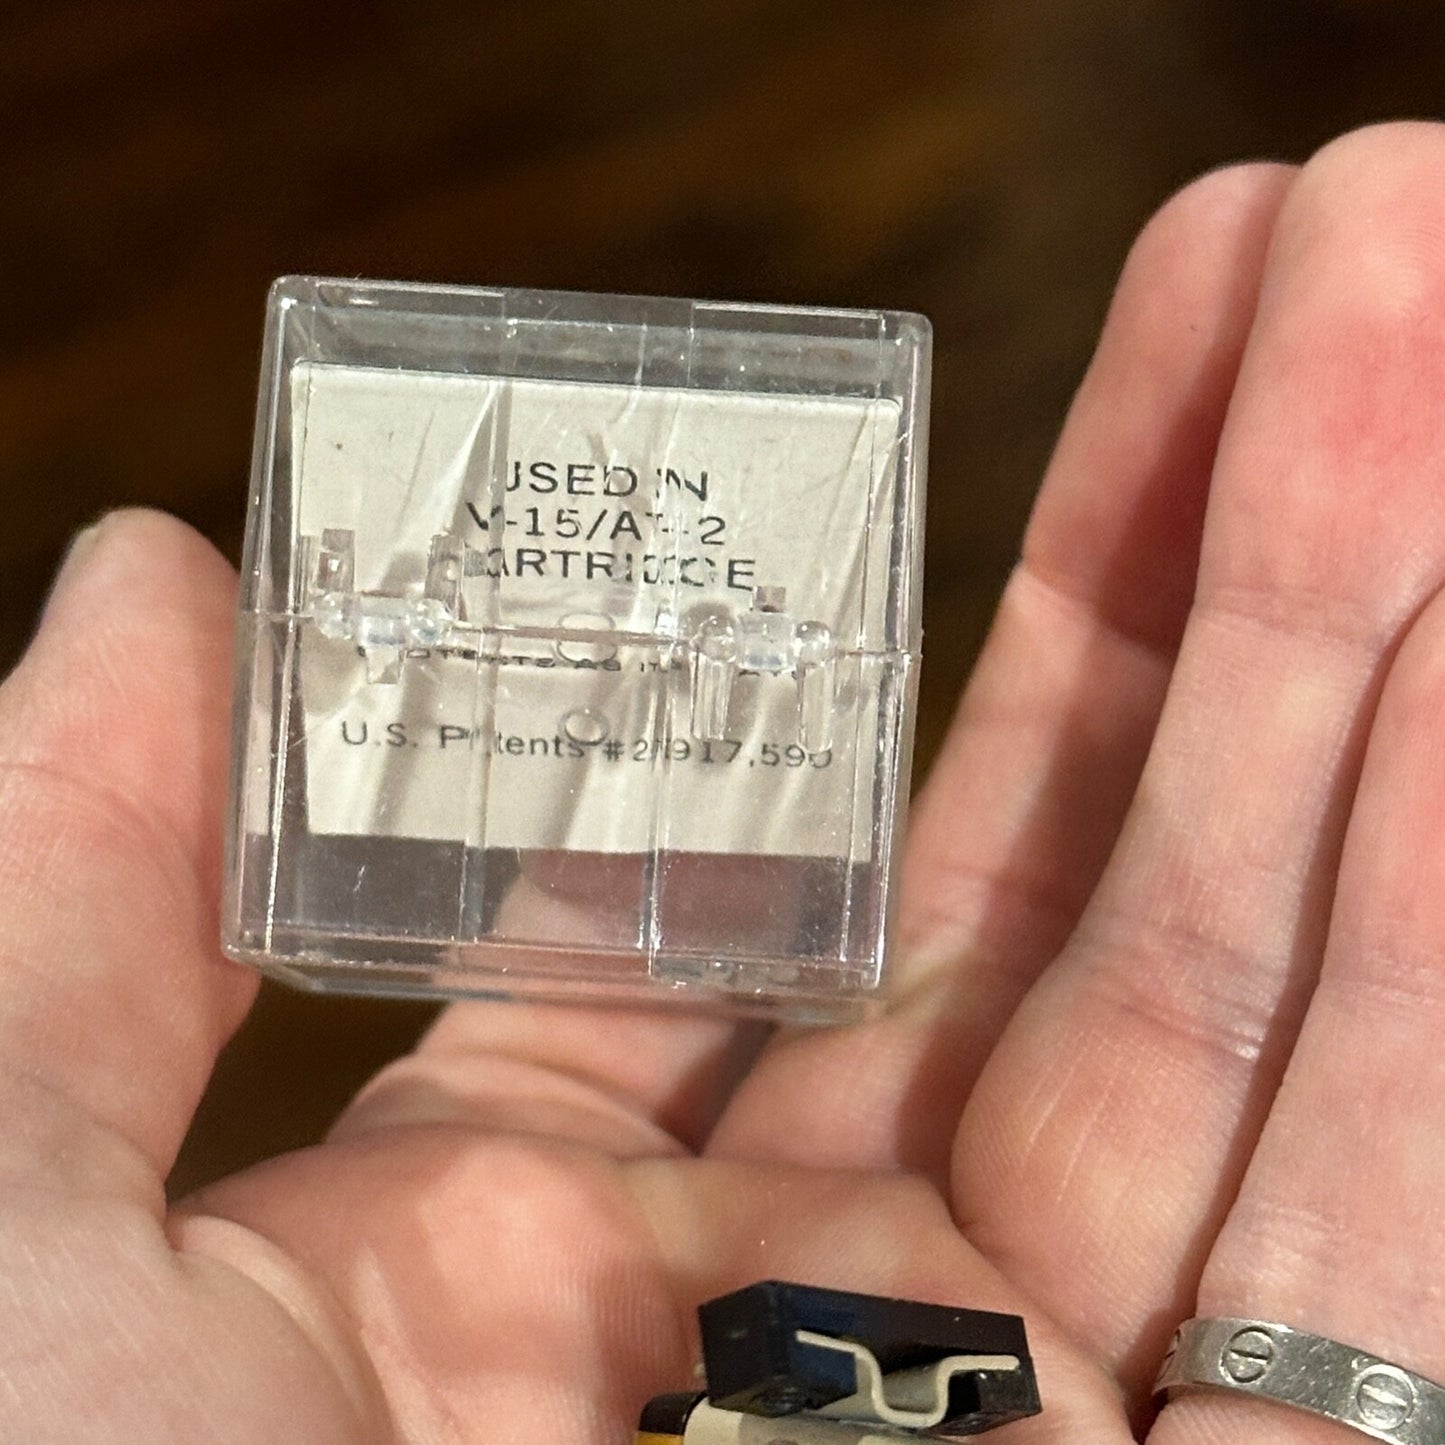 USED IN
V-15/AT-2
CARTRIDGE
U.S. Patents #2,917,590